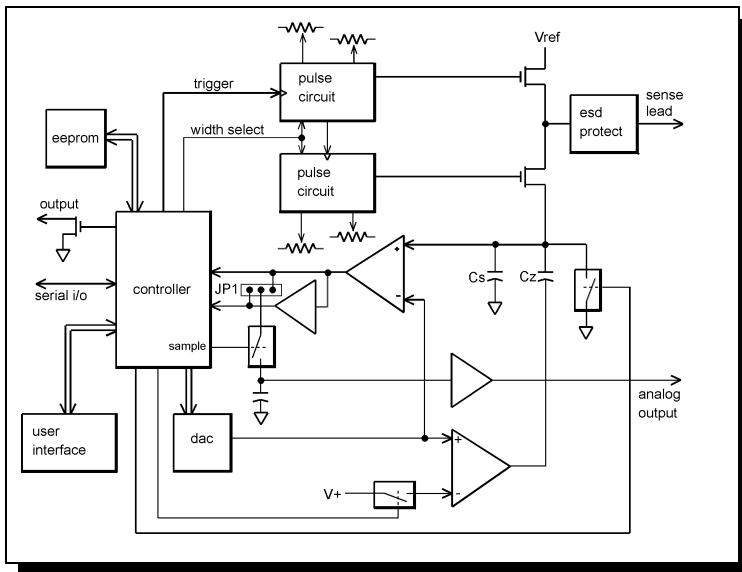 Vref
pulse
circuit
trigger
sense
lead
esd
protect
eeprom
width select
pulse
circuit
output
+
controller
JP1
Cs
Cz
serial i/o
-
sample
analog
output
user
interface
dac
+
V+
-